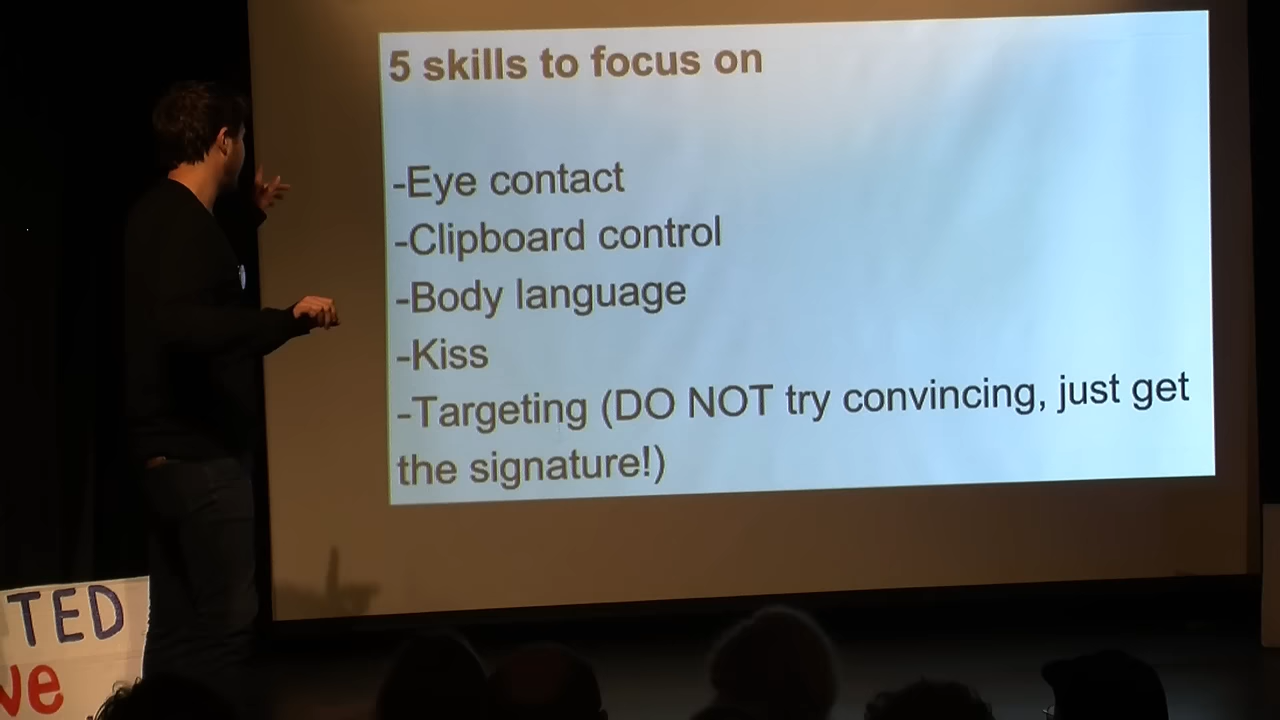 5 skills to focus on
-Eye contact
-Clipboard control
-Body language
-Kiss
-Targeting (DO NOT try convincing, just get
the signature!)
TED
ve